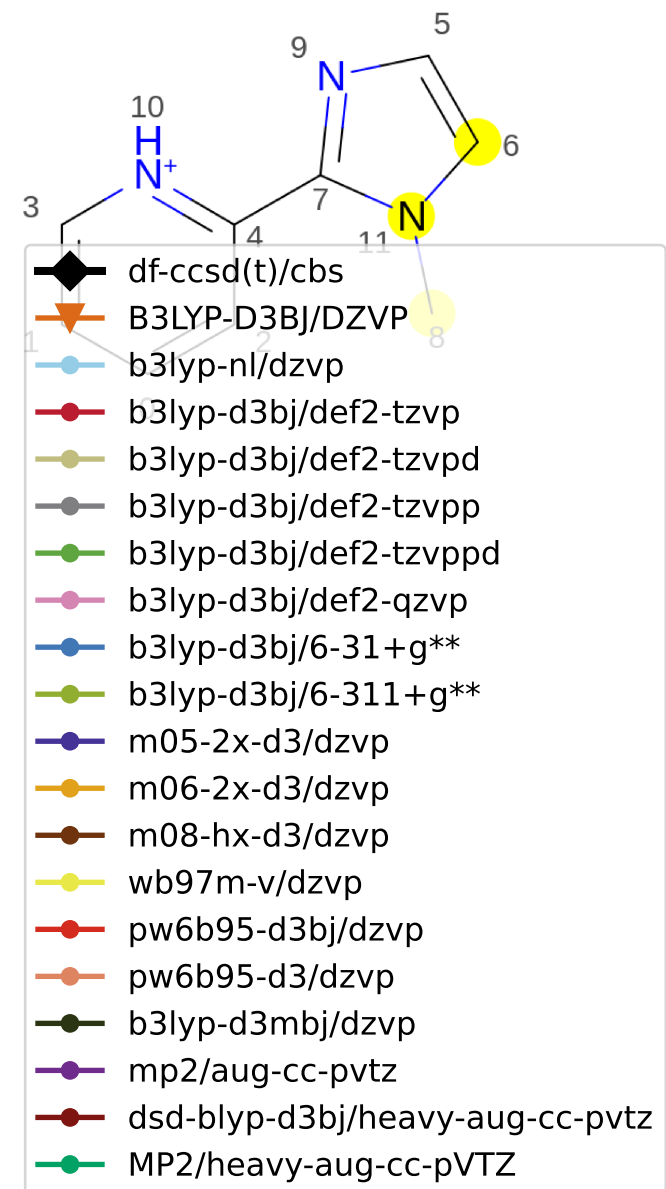 5
9
N
10
H
N+
6
3
7
N
4
11
df-ccsd(t)/cbs
B3LYP-D3BJ/DZVP
8
1
2
b3lyp-nl/dzvp
0
b3lyp-d3bj/def2-tzvp
b3lyp-d3bj/def2-tzvpd
b3lyp-d3bj/def2-tzvpp
b3lyp-d3bj/def2-tzvppd
b3lyp-d3bj/def2-qzvp
b3lyp-d3bj/6-31+g**
b3lyp-d3bj/6-311+g**
m05-2x-d3/dzvp
m06-2x-d3/dzvp
m08-hx-d3/dzvp
wb97m-v/dzvp
pw6b95-d3bj/dzvp
pw6b95-d3/dzvp
b3lyp-d3mbj/dzvp
mp2/aug-cc-pvtz
dsd-blyp-d3bj/heavy-aug-cc-pvtz
MP2/heavy-aug-cc-pVTZ